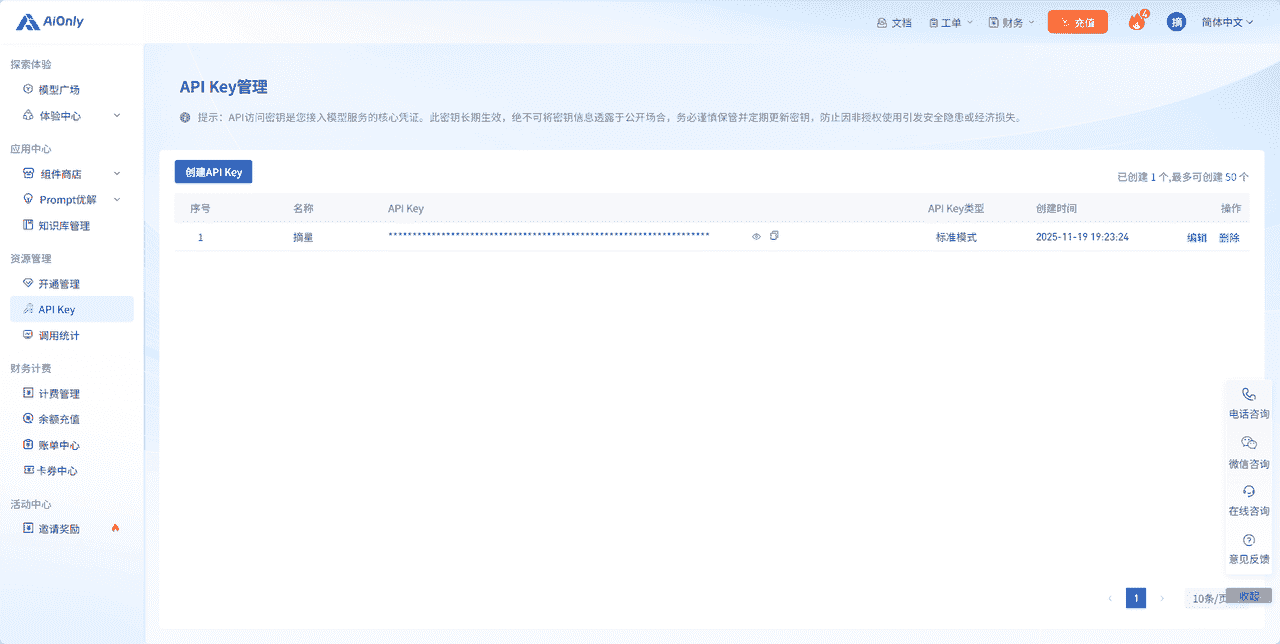 AiOnly
文档
工单
财务
充值
4
摘
简体中文
探索体验
模型广场
体验中心
应用中心
组件商店
Prompt优解
知识库管理
资源管理
开通管理
API Key
调用统计
财务计费
计费管理
余额充值
账单中心
卡券中心
活动中心
邀请奖励
API Key管理
提示：API访问密钥是您接入模型服务的核心凭证。此密钥长期生效，绝不可将密钥信息透露于公开场合，务必谨慎保管并定期更新密钥，防止因非授权使用引发安全隐患或经济损失。
创建API Key
已创建 1 个,最多可创建 50 个
序号 名称 API Key API Key类型 创建时间 操作
1 摘星 ****************************************************************** 标准模式 2025-11-19 19:23:24 编辑 删除
电话咨询
微信咨询
在线咨询
意见反馈
收起
1
10条/页